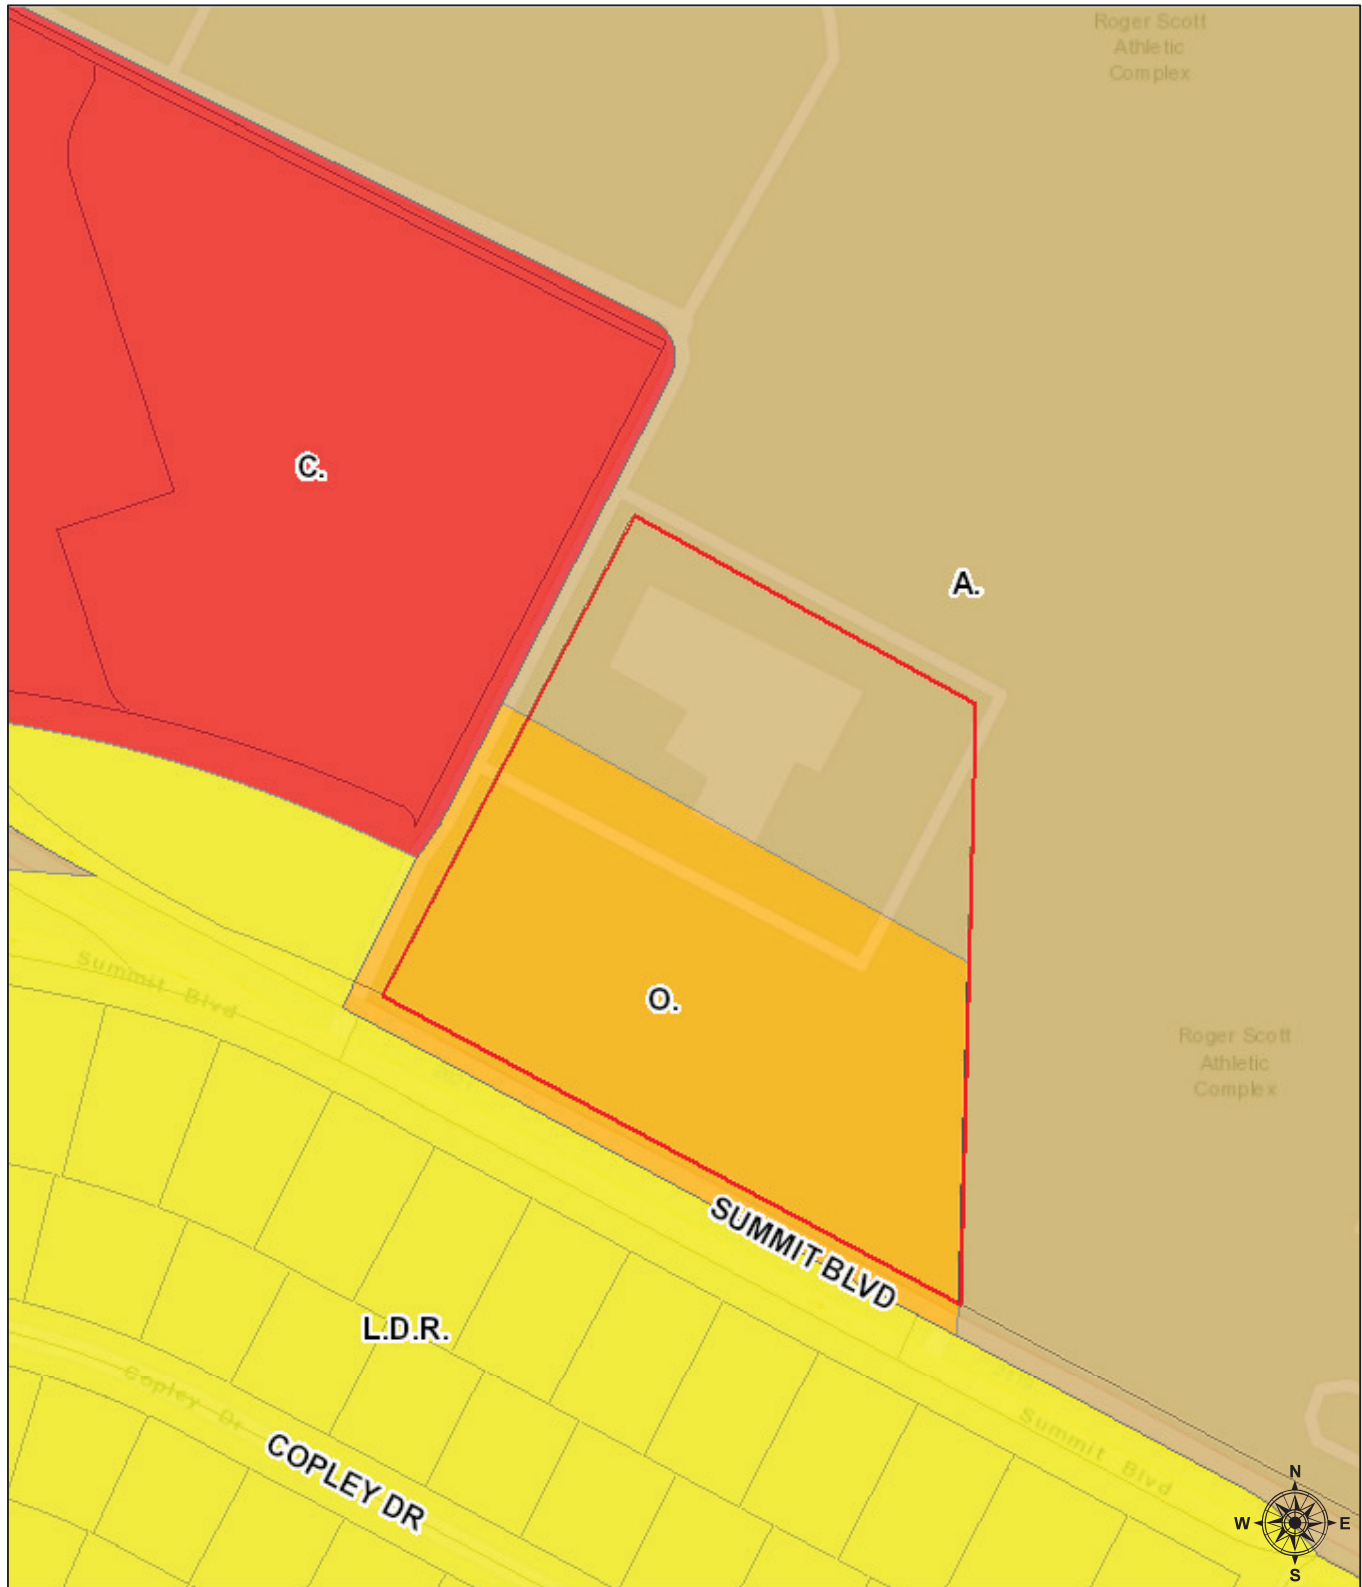 Roger Scott
Athletic
Complex
C.
A.
Summit Blvd
O.
Roger Scott
Athletic
Complex
SUMMIT BLVD
L.D.R.
Copley Dr
COPLEY DR
Summit Blvd
N
W E
S